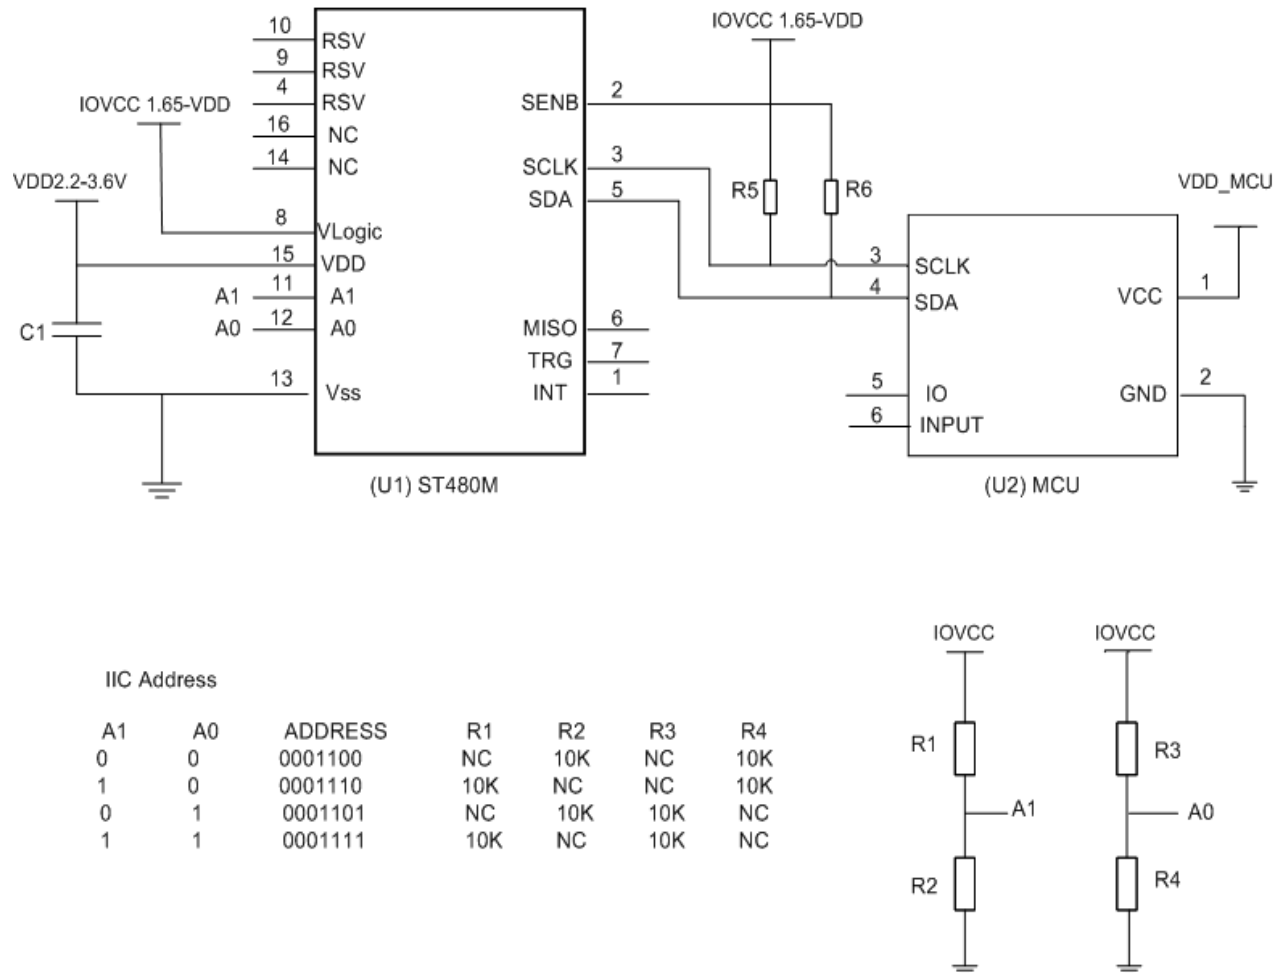 IOVCC 1.65-VDD
10 RSV
9 RSV
4 RSV
SENB 2
IOVCC 1.65-VDD
16 NC
14 NC
SCLK 3
SDA 5
R5
R6
VDD2.2-3.6V
VDD_MCU
8 VLogic
15 VDD
11 A1 A1
12 A0 A0
C1
13 Vss
MISO 6
TRG 7
INT 1
3 SCLK
4 SDA
VCC 1
5 IO
6 INPUT
GND 2
(U1) ST480M
(U2) MCU
IIC Address
A1 A0 ADDRESS R1 R2 R3 R4
0 0 0001100 NC 10K NC 10K
1 0 0001110 10K NC NC 10K
0 1 0001101 NC 10K 10K NC
1 1 0001111 10K NC 10K NC
IOVCC IOVCC
R1 R3
A1 A0
R2 R4